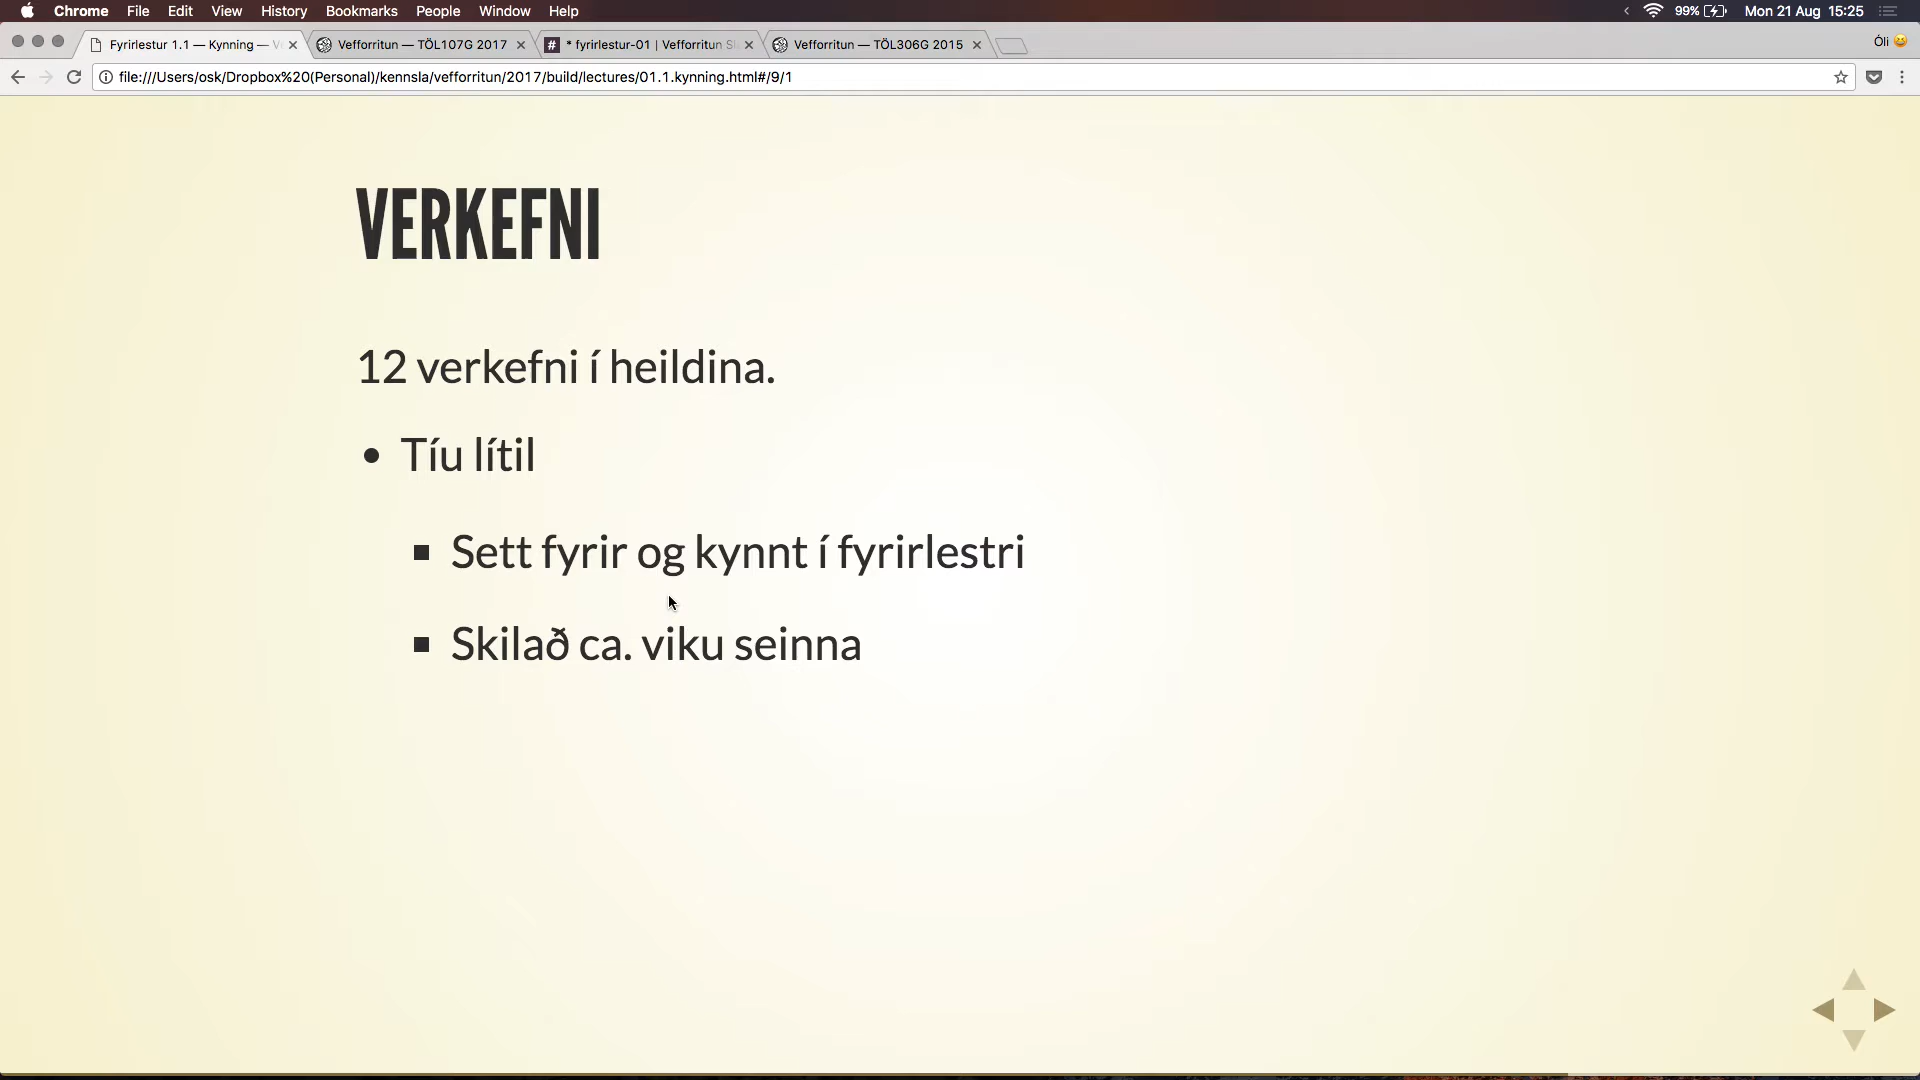 Chrome File Edit View History Bookmarks People Window Help 99% Mon 21 Aug 15:25
Fyrirlestur 1.1 — Kynning — Vefforritun — TÖL107G 2017 * fyrirlestur-01 | Vefforritun Vefforritun — TÖL306G 2015 Óli
file:///Users/osk/Dropbox%20(Personal)/kennsla/vefforritun/2017/build/lectures/01.1.kynning.html#/9/1
VERKEFNI
12 verkefni í heildina.
Tíu lítil
Sett fyrir og kynnt í fyrirlestri
Skilað ca. viku seinna